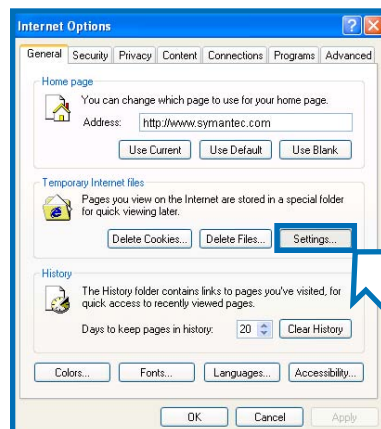 Internet Options
General Security Privacy Content Connections Programs Advanced
Home page
You can change which page to use for your home page.
Address: http://www.symantec.com
Use Current Use Default Use Blank
Temporary Internet files
Pages you view on the Internet are stored in a special folder
for quick viewing later.
Delete Cookies... Delete Files... Settings...
History
The History folder contains links to pages you've visited, for
quick access to recently viewed pages.
Days to keep pages in history: 20 Clear History
Colors... Fonts... Languages... Accessibility...
OK Cancel Apply